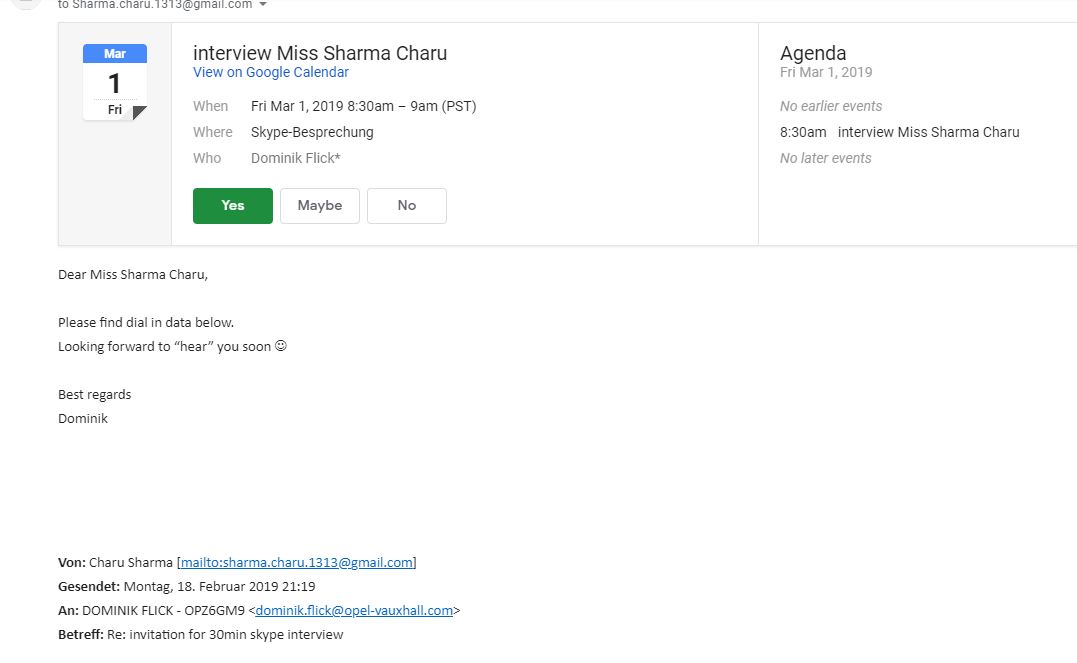 to Sharma.charu.1313@gmail.com
Mar
1
Fri
interview Miss Sharma Charu
View on Google Calendar
When Fri Mar 1, 2019 8:30am – 9am (PST)
Where Skype-Besprechung
Who Dominik Flick*
Yes Maybe No
Agenda
Fri Mar 1, 2019
No earlier events
8:30am interview Miss Sharma Charu
No later events
Dear Miss Sharma Charu,
Please find dial in data below.
Looking forward to “hear” you soon ☺
Best regards
Dominik
Von: Charu Sharma [mailto:sharma.charu.1313@gmail.com]
Gesendet: Montag, 18. Februar 2019 21:19
An: DOMINIK FLICK - OPZ6GM9 <dominik.flick@opel-vauxhall.com>
Betreff: Re: invitation for 30min skype interview